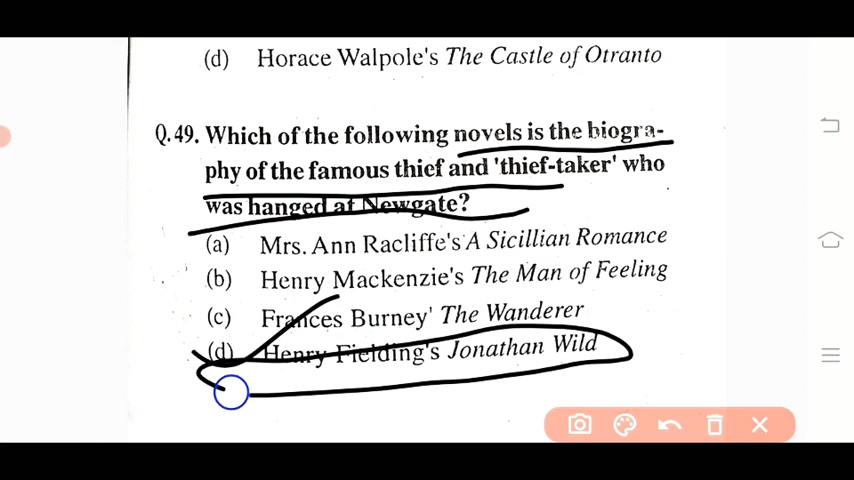 (d) Horace Walpole's The Castle of Otranto
Q.49. Which of the following novels is the biogra-
phy of the famous thief and 'thief-taker' who
was hanged at Newgate?
(a) Mrs. Ann Racliffe's A Sicillian Romance
(b) Henry Mackenzie's The Man of Feeling
(c) Frances Burney' The Wanderer
(d) Henry Fielding's Jonathan Wild